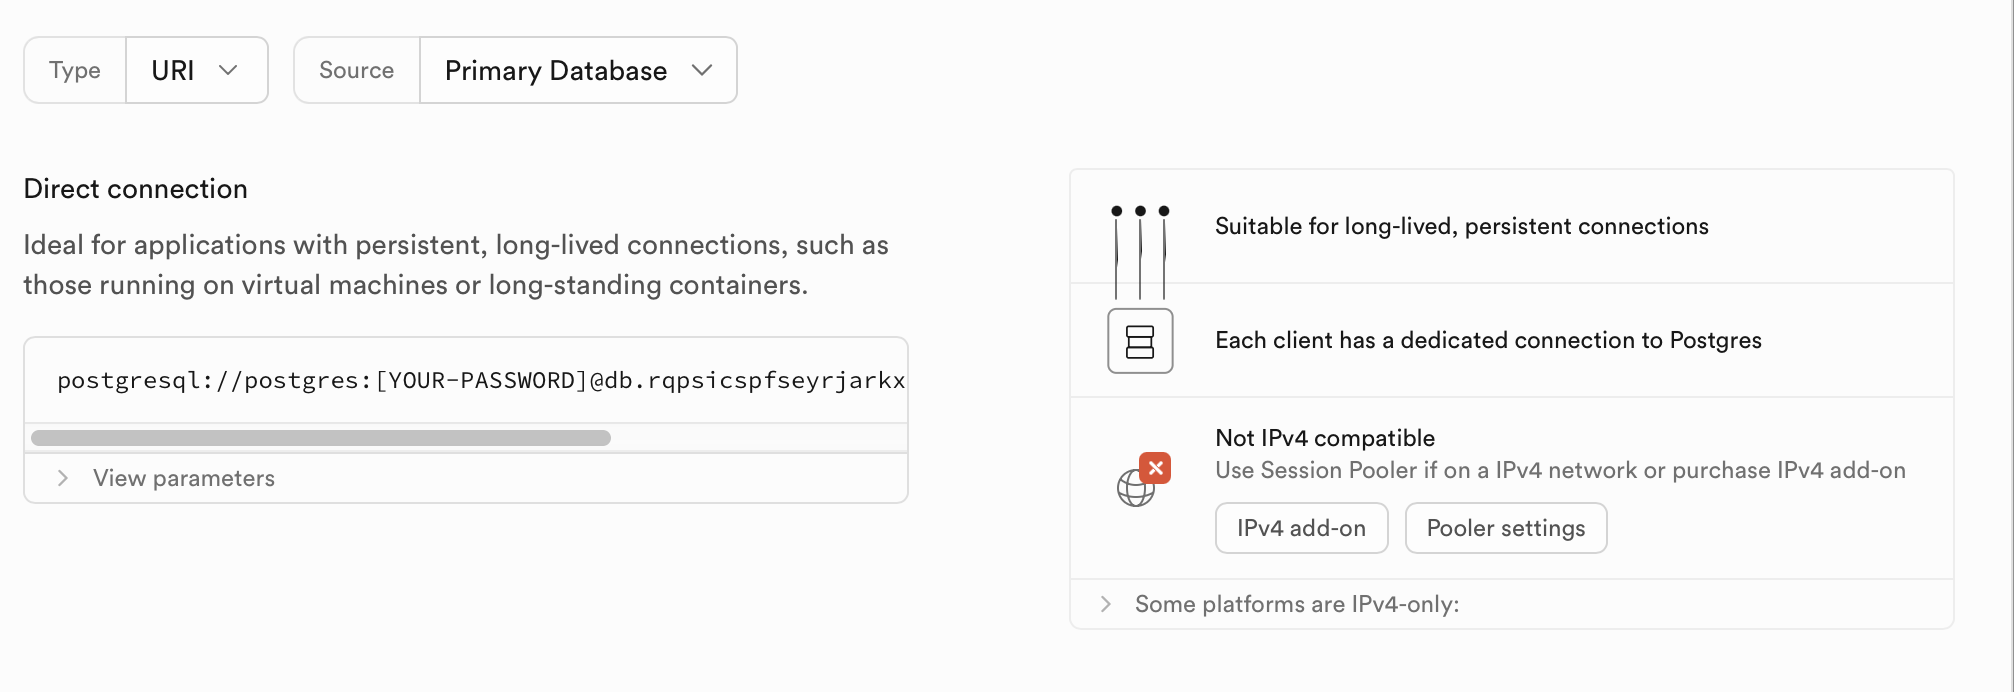 Type URI Source Primary Database
Direct connection
Ideal for applications with persistent, long-lived connections, such as
those running on virtual machines or long-standing containers.
postgresql://postgres:[YOUR-PASSWORD]@db.rqpsicspfseyrjarkx
View parameters
Suitable for long-lived, persistent connections
Each client has a dedicated connection to Postgres
Not IPv4 compatible
Use Session Pooler if on a IPv4 network or purchase IPv4 add-on
IPv4 add-on Pooler settings
Some platforms are IPv4-only: